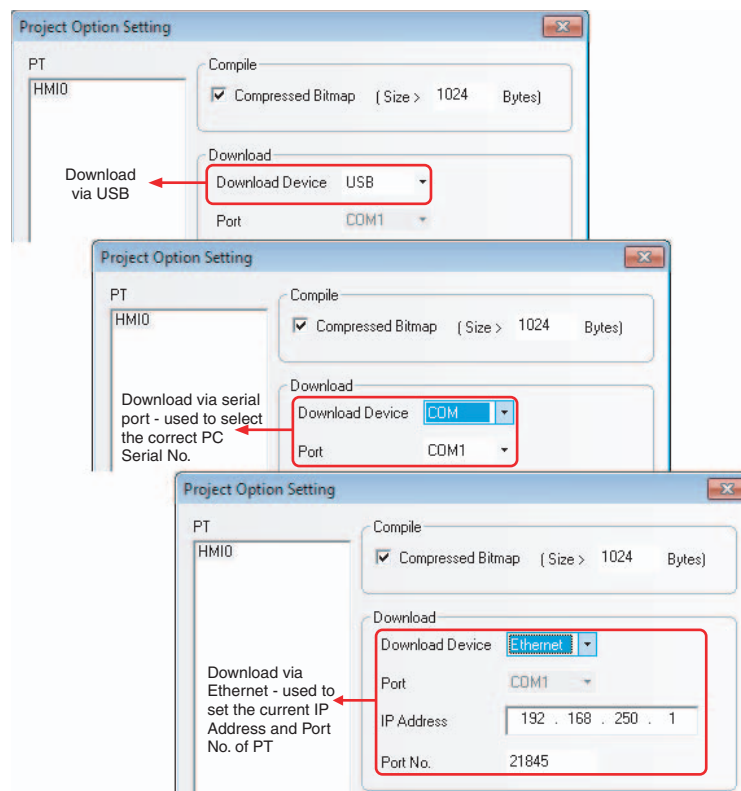 Project Option Setting
PT
HMI0
Compile
Compressed Bitmap ( Size > 1024 Bytes)
Download
Download Device USB
Port COM1
Download
via USB
Project Option Setting
PT
HMI0
Compile
Compressed Bitmap ( Size > 1024 Bytes)
Download
Download Device COM
Port COM1
Download via serial
port - used to select
the correct PC
Serial No.
Project Option Setting
PT
HMI0
Compile
Compressed Bitmap ( Size > 1024 Bytes)
Download
Download Device Ethernet
Port COM1
IP Address 192 . 168 . 250 . 1
Port No. 21845
Download via
Ethernet - used to
set the current IP
Address and Port
No. of PT